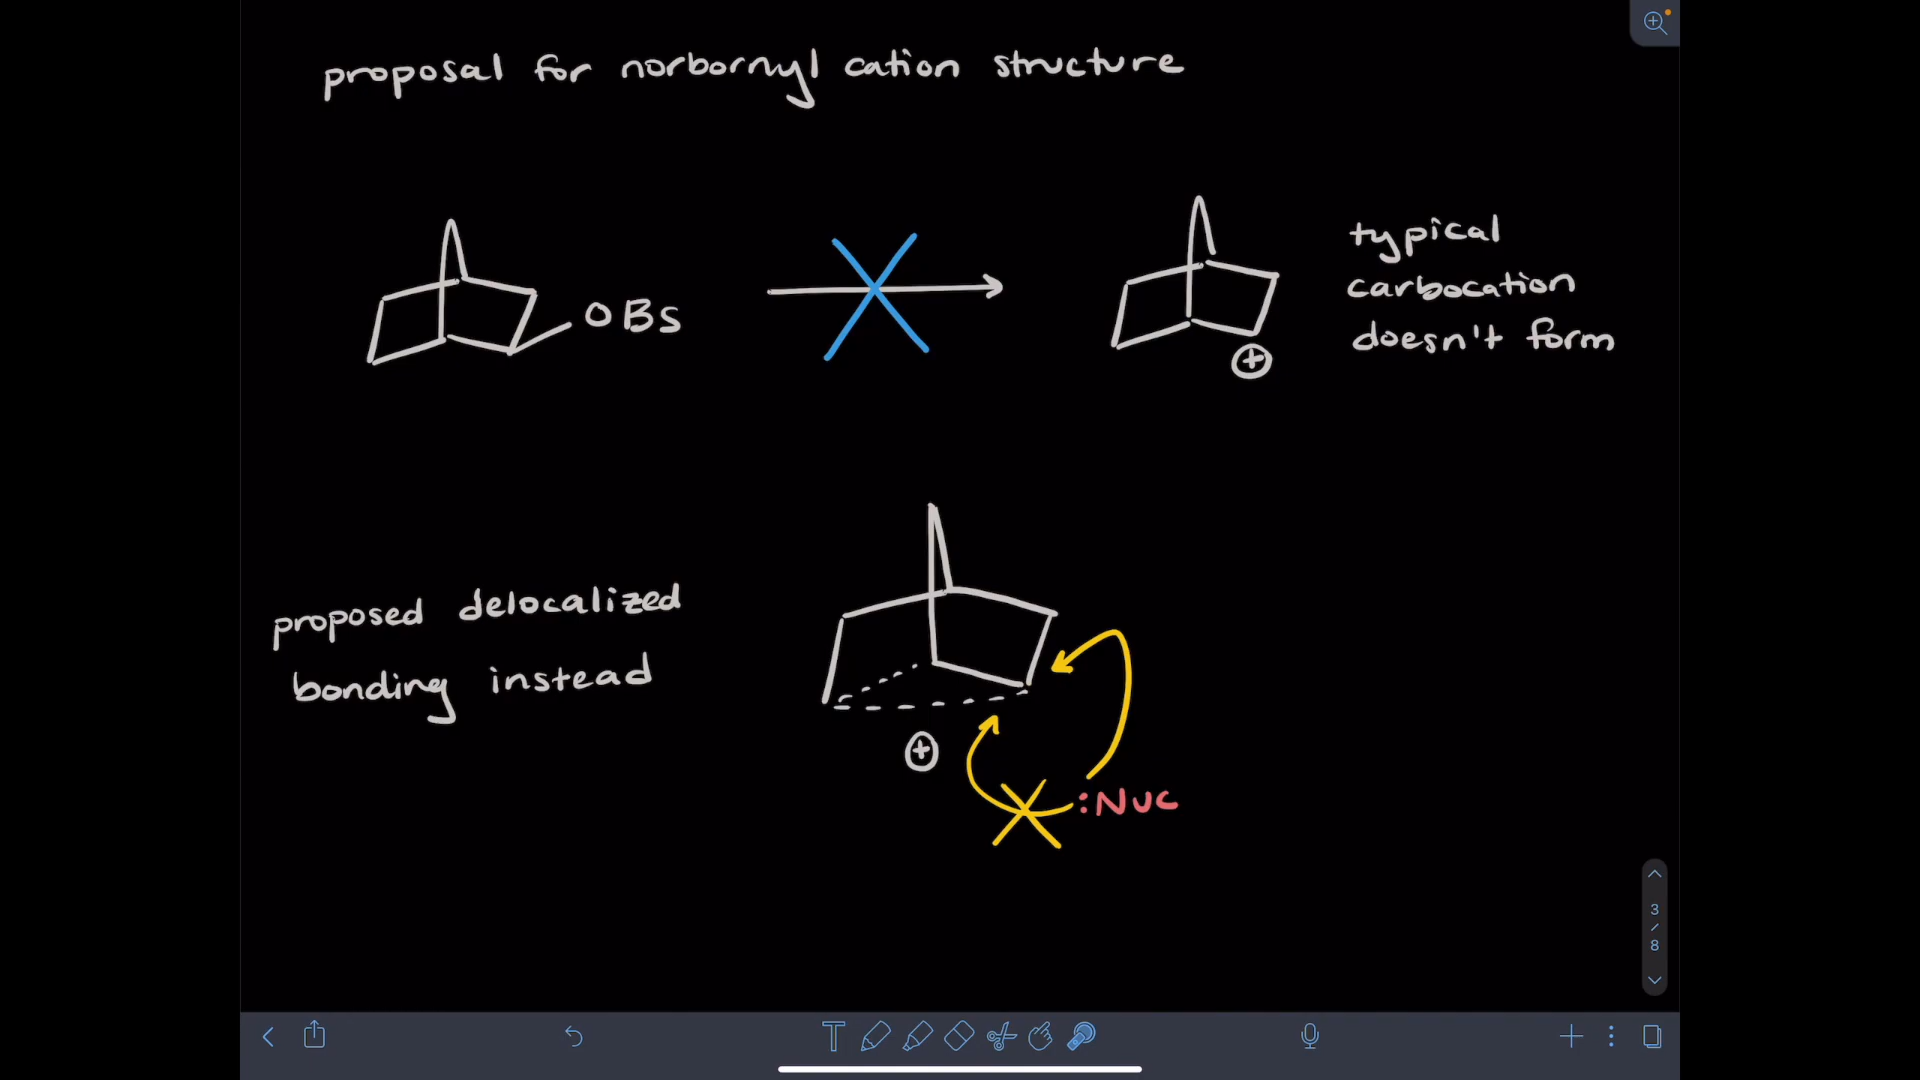 proposal for norbornyl cation structure
OBs
typical
carbocation
doesn't form
⊕
proposed delocalized
bonding instead
⊕
:Nuc
3
/
8
T